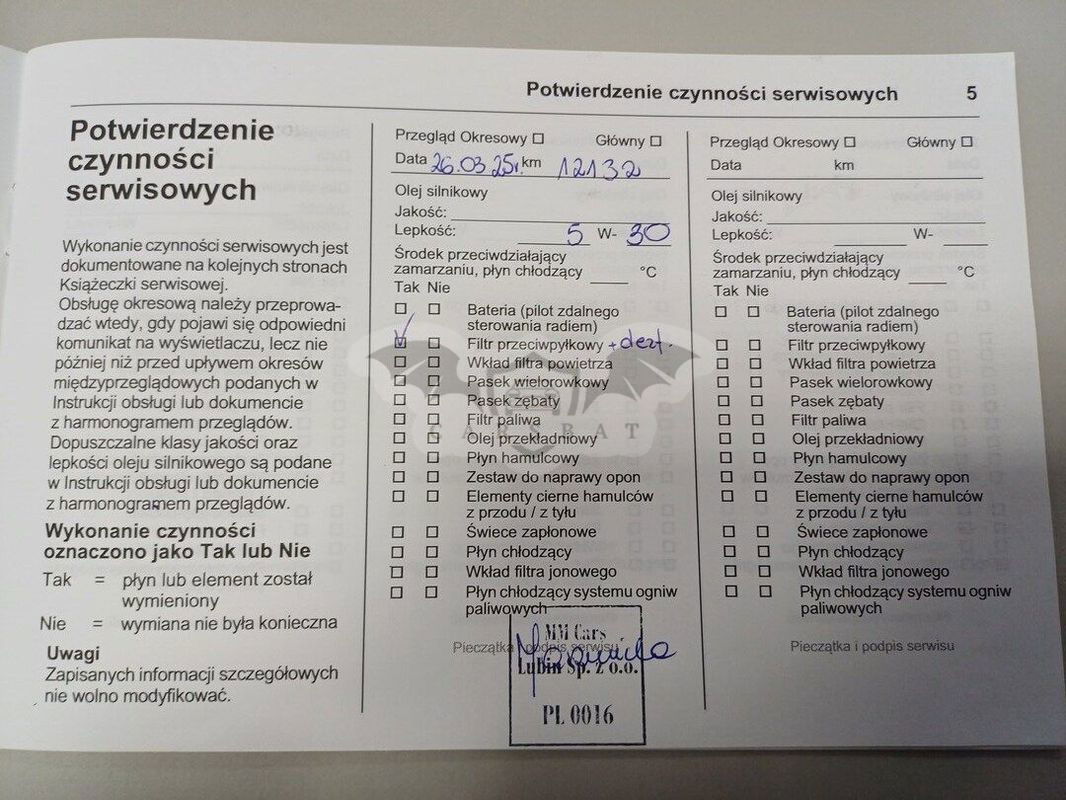 Potwierdzenie czynności serwisowych 5
Potwierdzenie
czynności
serwisowych
Wykonanie czynności serwisowych jest
dokumentowane na kolejnych stronach
Książeczki serwisowej.
Obsługę okresową należy przeprowa-
dzać wtedy, gdy pojawi się odpowiedni
komunikat na wyświetlaczu, lecz nie
później niż przed upływem okresów
międzyprzeglądowych podanych w
Instrukcji obsługi lub dokumencie
z harmonogramem przeglądów.
Dopuszczalne klasy jakości oraz
lepkości oleju silnikowego są podane
w Instrukcji obsługi lub dokumencie
z harmonogramem przeglądów.
Wykonanie czynności
oznaczono jako Tak lub Nie
Tak = płyn lub element został
wymieniony
Nie = wymiana nie była konieczna
Uwagi
Zapisanych informacji szczegółowych
nie wolno modyfikować.
Przegląd Okresowy ☐ Główny ☐
Data 26.03.25r. km 12132
Olej silnikowy
Jakość:
Lepkość: 5 W- 30
Środek przeciwdziałający
zamarzaniu, płyn chłodzący °C
Tak Nie
Bateria (pilot zdalnego
sterowania radiem)
Filtr przeciwpyłkowy + dezt.
Wkład filtra powietrza
Pasek wielorowkowy
Pasek zębaty
Filtr paliwa
Olej przekładniowy
Płyn hamulcowy
Zestaw do naprawy opon
Elementy cierne hamulców
z przodu / z tyłu
Świece zapłonowe
Płyn chłodzący
Wkład filtra jonowego
Płyn chłodzący systemu ogniw
paliwowych
Pieczątka i podpis serwisu
MM Cars
Lubin Sp. z o.o.
PL 0016
Przegląd Okresowy ☐ Główny ☐
Data km
Olej silnikowy
Jakość:
Lepkość: W-
Środek przeciwdziałający
zamarzaniu, płyn chłodzący °C
Tak Nie
Bateria (pilot zdalnego
sterowania radiem)
Filtr przeciwpyłkowy
Wkład filtra powietrza
Pasek wielorowkowy
Pasek zębaty
Filtr paliwa
Olej przekładniowy
Płyn hamulcowy
Zestaw do naprawy opon
Elementy cierne hamulców
z przodu / z tyłu
Świece zapłonowe
Płyn chłodzący
Wkład filtra jonowego
Płyn chłodzący systemu ogniw
paliwowych
Pieczątka i podpis serwisu
CARSBAT